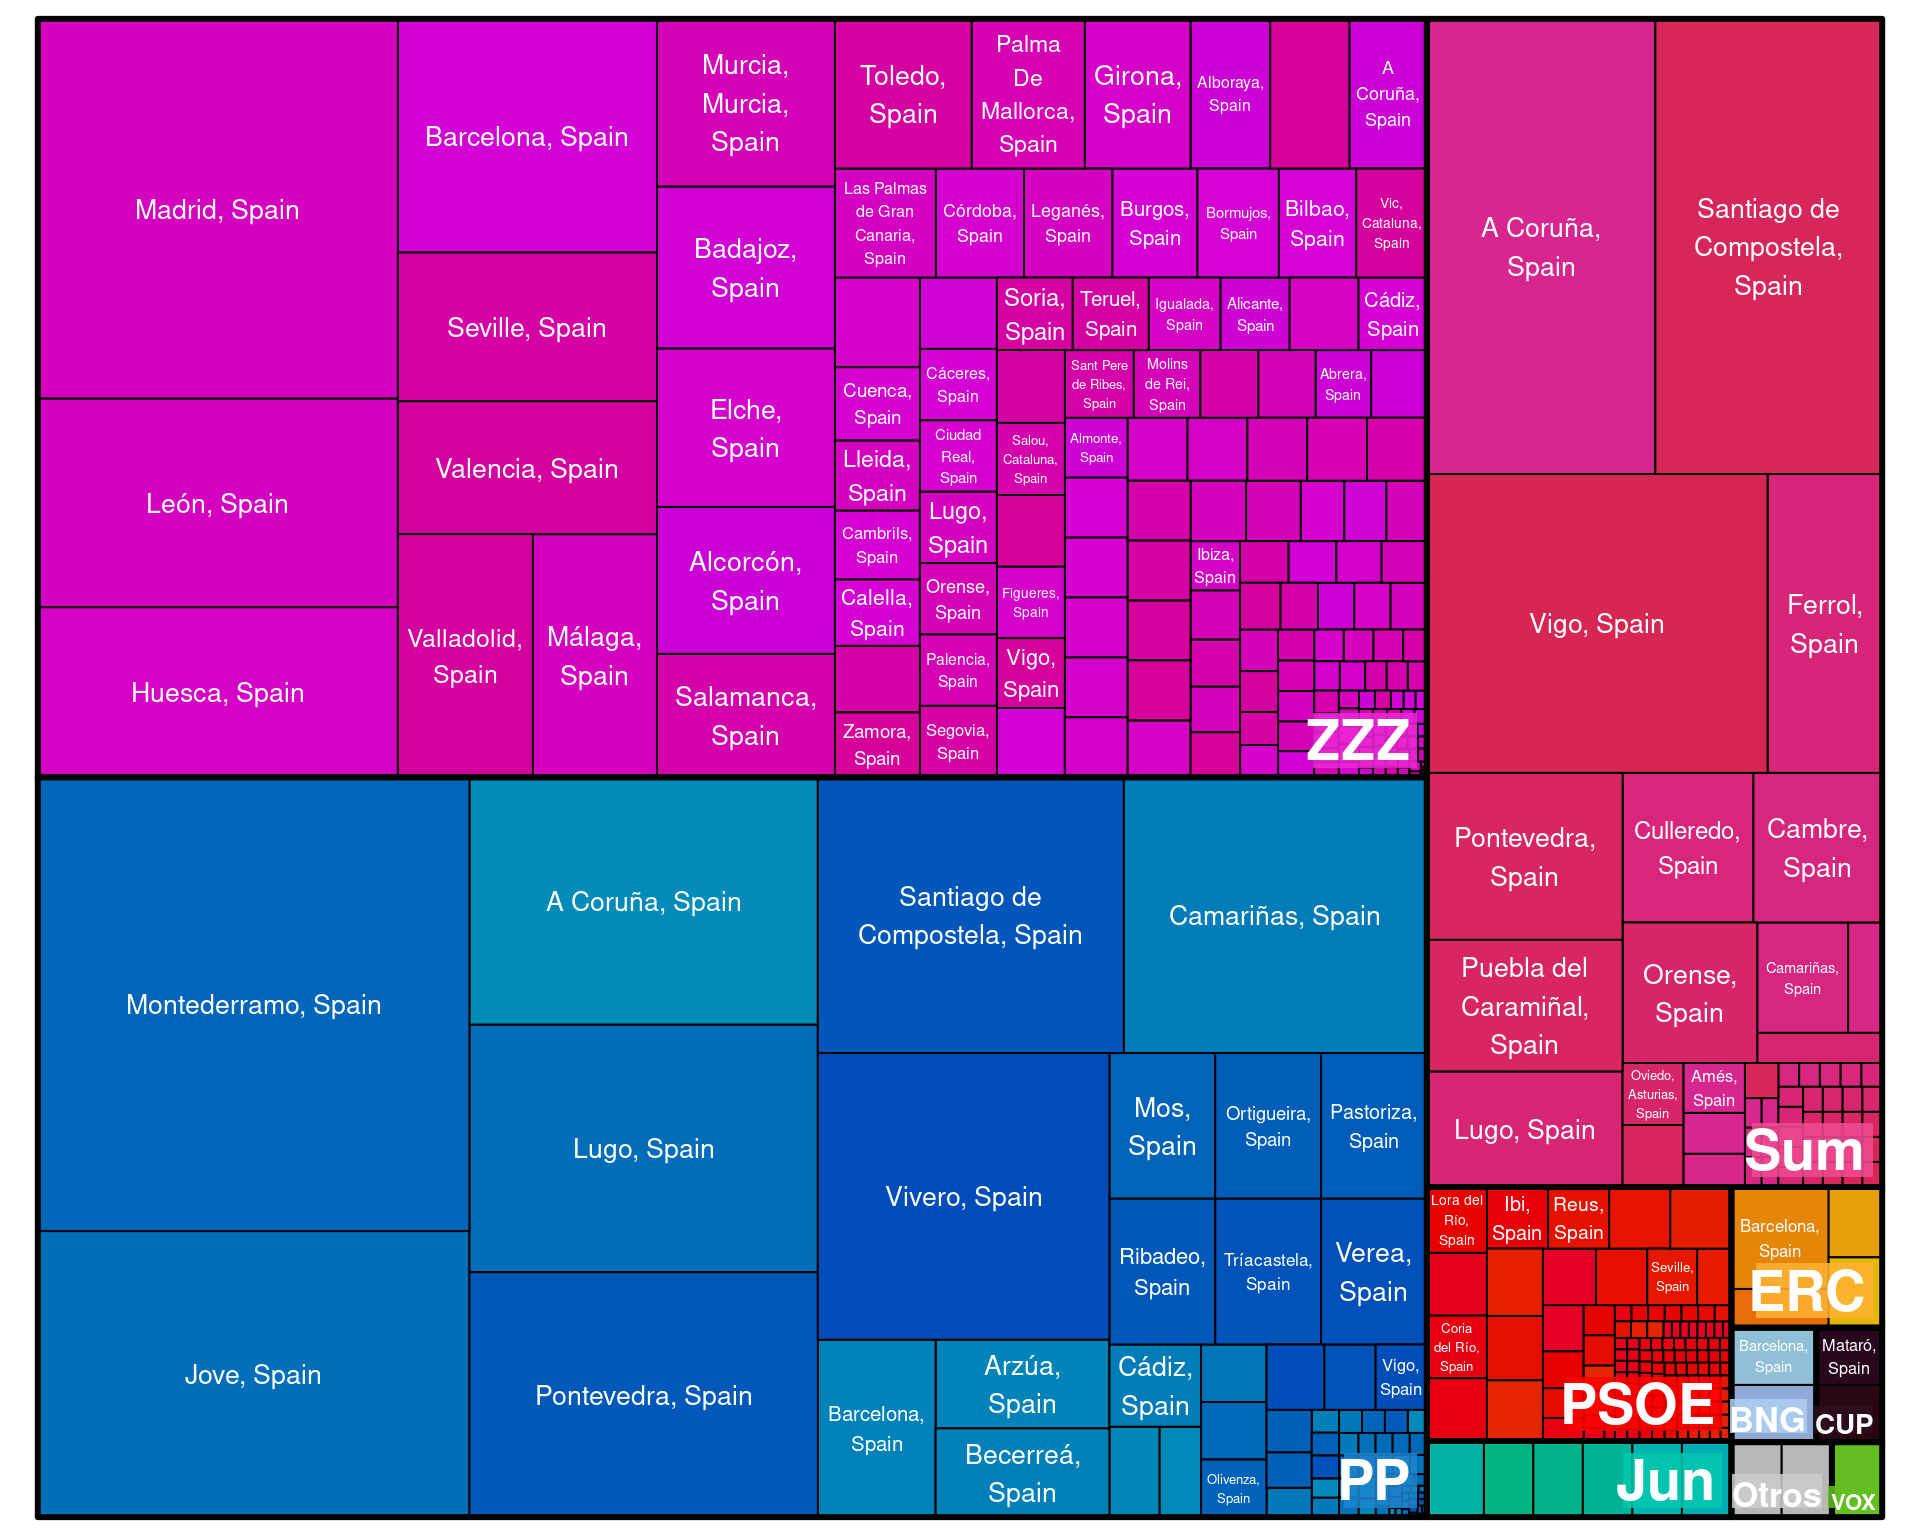 Madrid, Spain
León, Spain
Huesca, Spain
Barcelona, Spain
Seville, Spain
Valencia, Spain
Valladolid,
Spain
Málaga,
Spain
Murcia,
Murcia,
Spain
Badajoz,
Spain
Elche,
Spain
Alcorcón,
Spain
Salamanca,
Spain
Toledo,
Spain
Palma
De
Mallorca,
Spain
Girona,
Spain
Alboraya,
Spain
A
Coruña,
Spain
Las Palmas
de Gran
Canaria,
Spain
Córdoba,
Spain
Leganés,
Spain
Burgos,
Spain
Bormujos,
Spain
Bilbao,
Spain
Vic,
Cataluna,
Spain
Cuenca,
Spain
Lleida,
Spain
Cambrils,
Spain
Calella,
Spain
Zamora,
Spain
Cáceres,
Spain
Ciudad
Real,
Spain
Lugo,
Spain
Orense,
Spain
Palencia,
Spain
Segovia,
Spain
Soria,
Spain
Teruel,
Spain
Igualada,
Spain
Alicante,
Spain
Cádiz,
Spain
Salou,
Cataluna,
Spain
Figueres,
Spain
Vigo,
Spain
Sant Pere
de Ribes,
Spain
Molins
de Rei,
Spain
Abrera,
Spain
Almonte,
Spain
Ibiza,
Spain
ZZZ
A Coruña,
Spain
Santiago de
Compostela,
Spain
Vigo, Spain
Ferrol,
Spain
Pontevedra,
Spain
Culleredo,
Spain
Cambre,
Spain
Puebla del
Caramiñal,
Spain
Orense,
Spain
Camariñas,
Spain
Lugo, Spain
Oviedo,
Asturias,
Spain
Amés,
Spain
Sum
Montederramo, Spain
Jove, Spain
A Coruña, Spain
Lugo, Spain
Pontevedra, Spain
Santiago de
Compostela, Spain
Camariñas, Spain
Vivero, Spain
Mos,
Spain
Ortigueira,
Spain
Pastoriza,
Spain
Ribadeo,
Spain
Tríacastela,
Spain
Verea,
Spain
Barcelona,
Spain
Arzúa,
Spain
Becerreá,
Spain
Cádiz,
Spain
Vigo,
Spain
Olivenza,
Spain
PP
Lora del
Río,
Spain
Ibi,
Spain
Reus,
Spain
Seville,
Spain
Coria
del Río,
Spain
PSOE
Barcelona,
Spain
ERC
Barcelona,
Spain
BNG
Mataró,
Spain
CUP
Jun
Otros
VOX